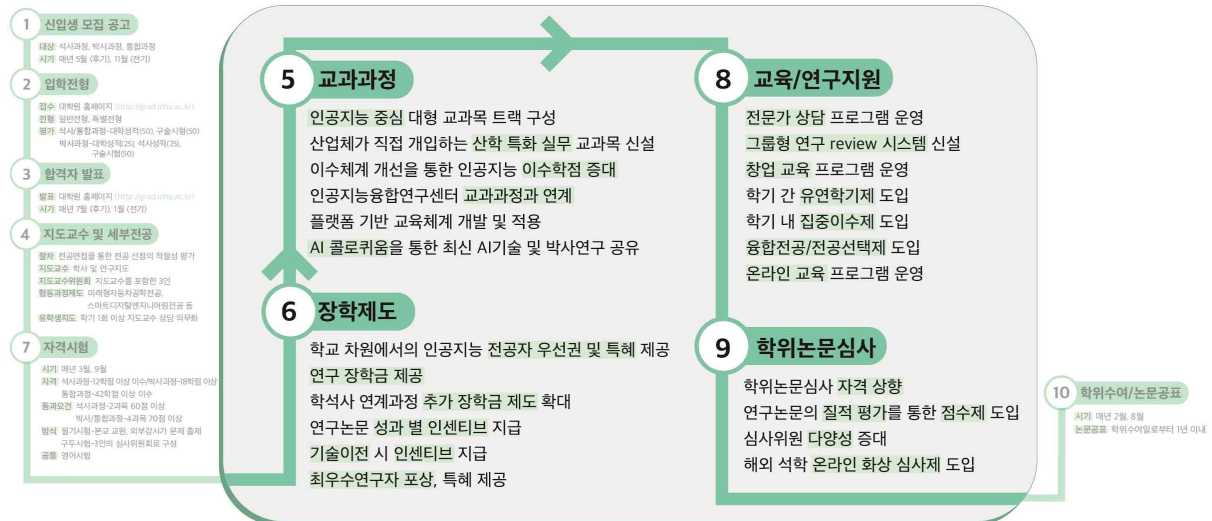 1 신입생 모집 공고
대상 석사과정, 박사과정, 통합과정
시기 매년 5월 (후기), 11월 (전기)
2 입학전형
접수 대학원 홈페이지 (http://grad.inha.ac.kr)
전형 일반전형, 특별전형
평가 석사/통합과정-대학성적(50), 구술시험(50)
박사과정-대학성적(25), 석사성적(25),
구술시험(50)
3 합격자 발표
발표 대학원 홈페이지 (http://grad.inha.ac.kr)
시기 매년 7월 (후기), 1월 (전기)
4 지도교수 및 세부전공
절차 전공면접을 통한 전공 선정의 적절성 평가
지도교수 학사 및 연구지도
지도교수위원회 지도교수를 포함한 3인
협동과정제도 미래형자동차공학전공,
스마트디지털엔지니어링전공 등
유학생지도 학기 1회 이상 지도교수 상담 의무화
7 자격시험
시기 매년 3월, 9월
자격 석사과정-12학점 이상 이수/박사과정-18학점 이상
통합과정-42학점 이상 이수
통과요건 석사과정-2과목 60점 이상
박사/통합과정-4과목 70점 이상
방식 필기시험-본교 교원, 외부강사가 문제 출제
구두시험-3인의 심사위원회로 구성
공통 영어시험
5 교과과정
인공지능 중심 대형 교과목 트랙 구성
산업체가 직접 개입하는 산학 특화 실무 교과목 신설
이수체계 개선을 통한 인공지능 이수학점 증대
인공지능융합연구센터 교과과정과 연계
플랫폼 기반 교육체계 개발 및 적용
AI 콜로퀴움을 통한 최신 AI기술 및 박사연구 공유
6 장학제도
학교 차원에서의 인공지능 전공자 우선권 및 특혜 제공
연구 장학금 제공
학석사 연계과정 추가 장학금 제도 확대
연구논문 성과 별 인센티브 지급
기술이전 시 인센티브 지급
최우수연구자 포상, 특혜 제공
8 교육/연구지원
전문가 상담 프로그램 운영
그룹형 연구 review 시스템 신설
창업 교육 프로그램 운영
학기 간 유연학기제 도입
학기 내 집중이수제 도입
융합전공/전공선택제 도입
온라인 교육 프로그램 운영
9 학위논문심사
학위논문심사 자격 상향
연구논문의 질적 평가를 통한 점수제 도입
심사위원 다양성 증대
해외 석학 온라인 화상 심사제 도입
10 학위수여/논문공표
시기 매년 2월, 8월
논문공표 학위수여일로부터 1년 이내